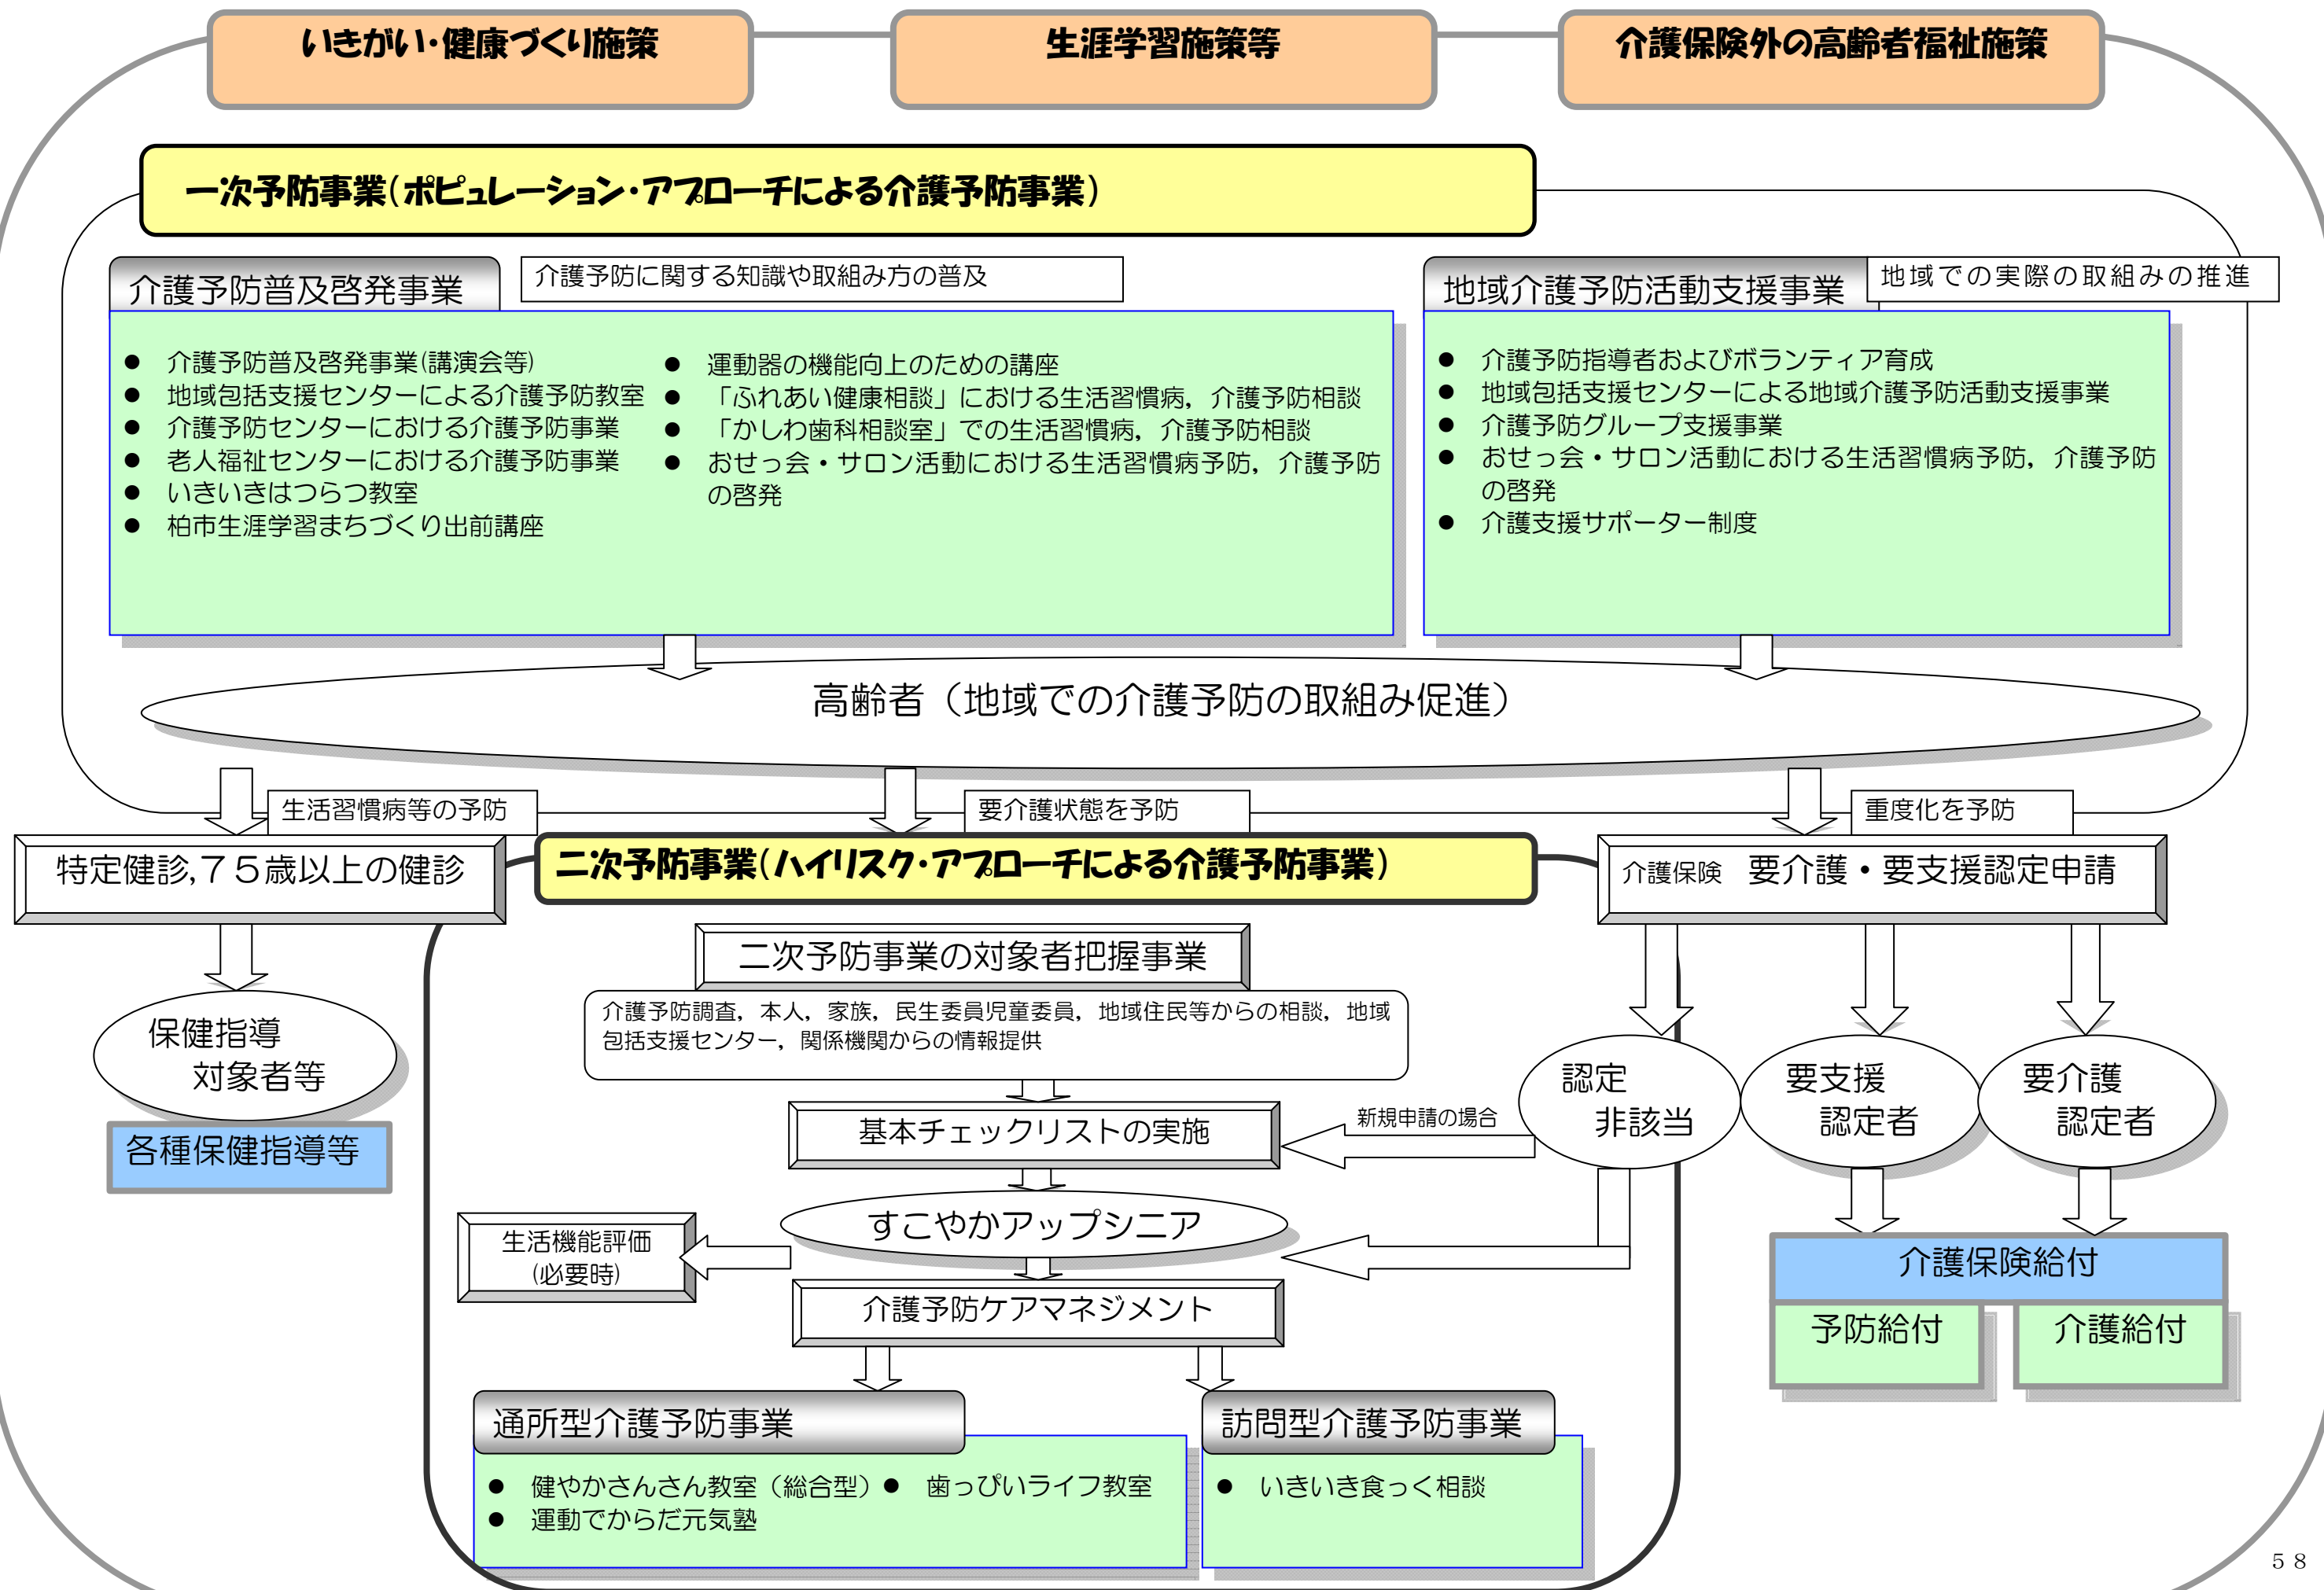 いきがい・健康づくり施策
生涯学習施策等
介護保険外の高齢者福祉施策
一次予防事業(ポピュレーション・アプローチによる介護予防事業)
介護予防普及啓発事業
介護予防に関する知識や取組み方の普及
● 介護予防普及啓発事業(講演会等)
● 地域包括支援センターによる介護予防教室
● 介護予防センターにおける介護予防事業
● 老人福祉センターにおける介護予防事業
● いきいきはつらつ教室
● 柏市生涯学習まちづくり出前講座
● 運動器の機能向上のための講座
● 「ふれあい健康相談」における生活習慣病，介護予防相談
● 「かしわ歯科相談室」での生活習慣病，介護予防相談
● おせっ会・サロン活動における生活習慣病予防，介護予防
の啓発
地域介護予防活動支援事業
地域での実際の取組みの推進
● 介護予防指導者およびボランティア育成
● 地域包括支援センターによる地域介護予防活動支援事業
● 介護予防グループ支援事業
● おせっ会・サロン活動における生活習慣病予防，介護予防
の啓発
● 介護支援サポーター制度
高齢者（地域での介護予防の取組み促進）
生活習慣病等の予防
要介護状態を予防
重度化を予防
特定健診,７５歳以上の健診
二次予防事業(ハイリスク・アプローチによる介護予防事業)
介護保険 要介護・要支援認定申請
二次予防事業の対象者把握事業
介護予防調査，本人，家族，民生委員児童委員，地域住民等からの相談，地域
包括支援センター，関係機関からの情報提供
保健指導
対象者等
各種保健指導等
基本チェックリストの実施
新規申請の場合
認定
非該当
要支援
認定者
要介護
認定者
すこやかアップシニア
生活機能評価
(必要時)
介護予防ケアマネジメント
介護保険給付
予防給付
介護給付
通所型介護予防事業
● 健やかさんさん教室（総合型）● 歯っぴいライフ教室
● 運動でからだ元気塾
訪問型介護予防事業
● いきいき食っく相談
５８